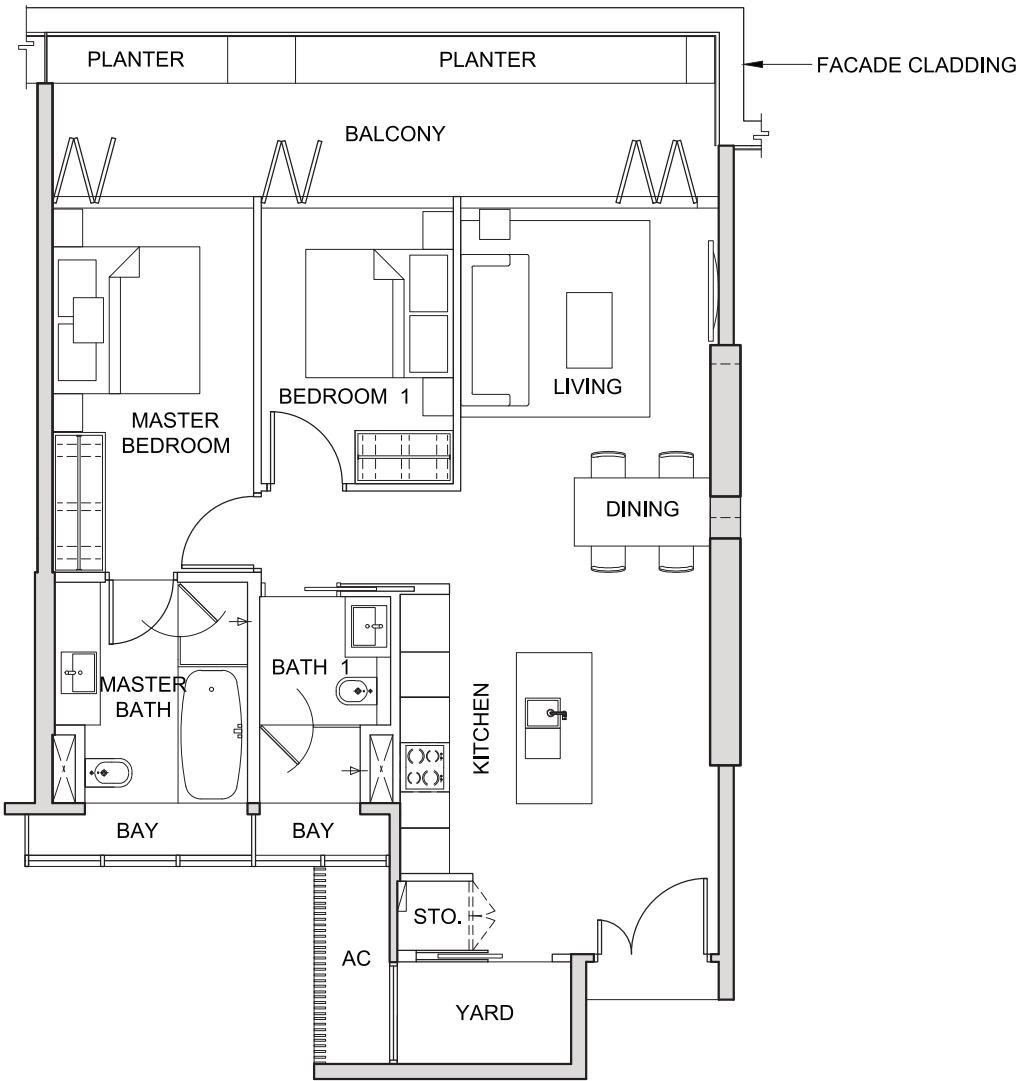 PLANTER
PLANTER
FACADE CLADDING
BALCONY
LIVING
BEDROOM 1
MASTER
BEDROOM
DINING
BATH 1
MASTER
BATH
KITCHEN
BAY
BAY
STO.
AC
YARD